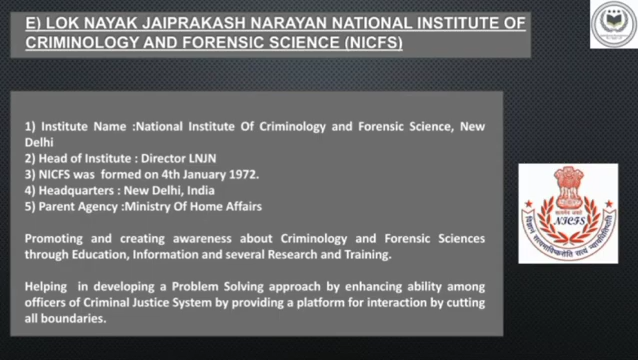 E) LOK NAYAK JAIPRAKASH NARAYAN NATIONAL INSTITUTE OF
CRIMINOLOGY AND FORENSIC SCIENCE (NICFS)
1) Institute Name :National Institute Of Criminology and Forensic Science, New
Delhi
2) Head of Institute : Director LNJN
3) NICFS was formed on 4th January 1972.
4) Headquarters : New Delhi, India
5) Parent Agency :Ministry Of Home Affairs
Promoting and creating awareness about Criminology and Forensic Sciences
through Education, Information and several Research and Training.
Helping in developing a Problem Solving approach by enhancing ability among
officers of Criminal Justice System by providing a platform for interaction by cutting
all boundaries.
NICFS